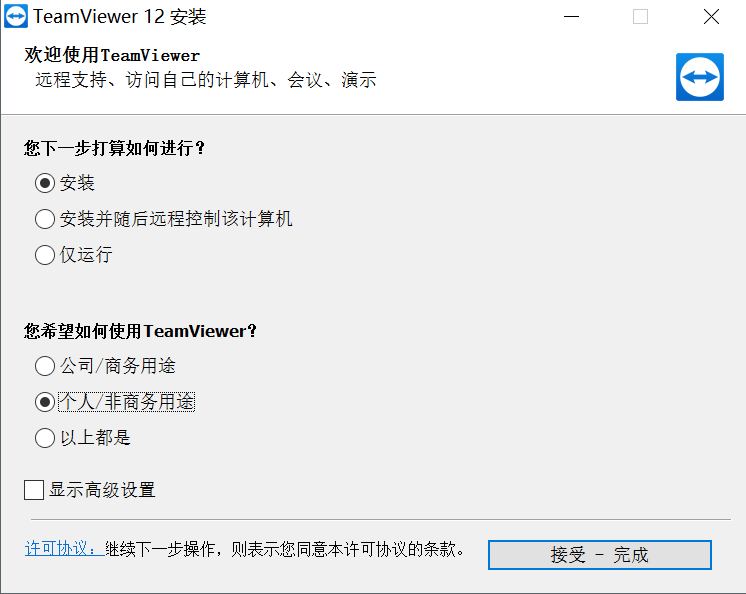 TeamViewer 12 安装
欢迎使用TeamViewer
远程支持、访问自己的计算机、会议、演示
您下一步打算如何进行?
安装
安装并随后远程控制该计算机
仅运行
您希望如何使用TeamViewer?
公司/商务用途
个人/非商务用途
以上都是
显示高级设置
许可协议：继续下一步操作，则表示您同意本许可协议的条款。
接受 - 完成